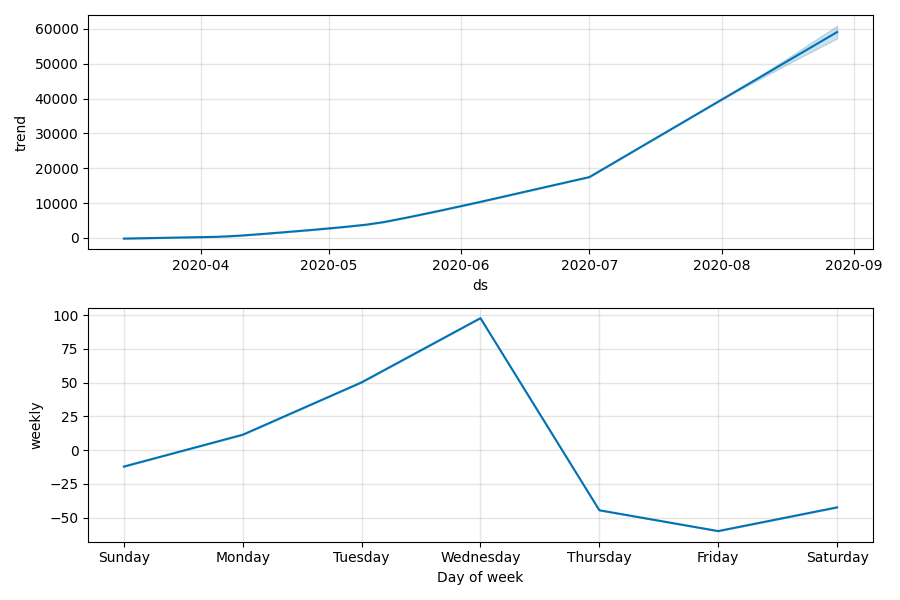 60000
50000
40000
30000
20000
10000
0
trend
2020-04 2020-05 2020-06 2020-07 2020-08 2020-09
ds
100
75
50
25
0
−25
−50
weekly
Sunday Monday Tuesday Wednesday Thursday Friday Saturday
Day of week